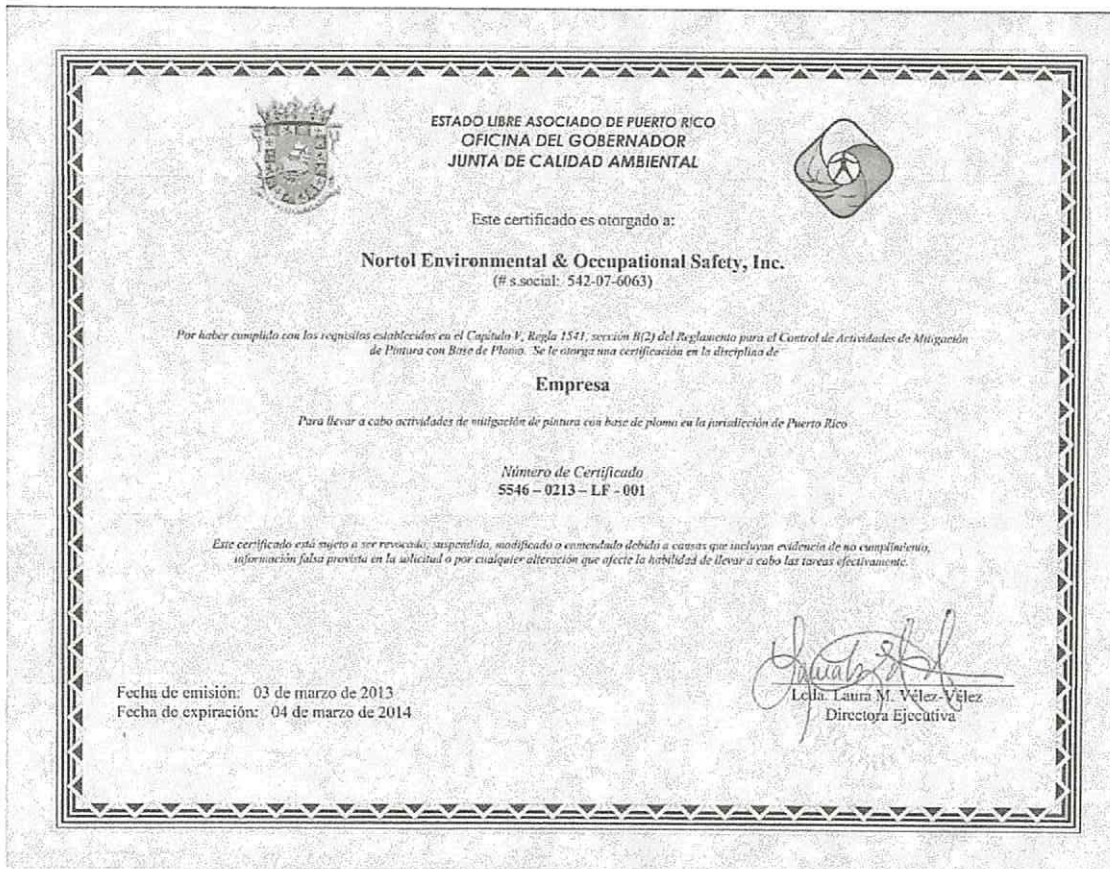 ESTADO LIBRE ASOCIADO DE PUERTO RICO
OFICINA DEL GOBERNADOR
JUNTA DE CALIDAD AMBIENTAL
Este certificado es otorgado a:
Nortol Environmental & Occupational Safety, Inc.
(# s.social: 542-07-6063)
Por haber cumplido con los requisitos establecidos en el Capítulo V, Regla 1541, sección B(2) del Reglamento para el Control de Actividades de Mitigación
de Pintura con Base de Plomo. Se le otorga una certificación en la disciplina de
Empresa
Para llevar a cabo actividades de mitigación de pintura con base de plomo en la jurisdicción de Puerto Rico
Número de Certificado
5546 – 0213 – LF - 001
Este certificado está sujeto a ser revocado, suspendido, modificado o enmendado debido a causas que incluyan evidencia de no cumplimiento,
información falsa provista en la solicitud o por cualquier alteración que afecte la habilidad de llevar a cabo las tareas efectivamente.
Fecha de emisión: 03 de marzo de 2013
Fecha de expiración: 04 de marzo de 2014
Lcda. Laura M. Vélez-Vélez
Directora Ejecutiva